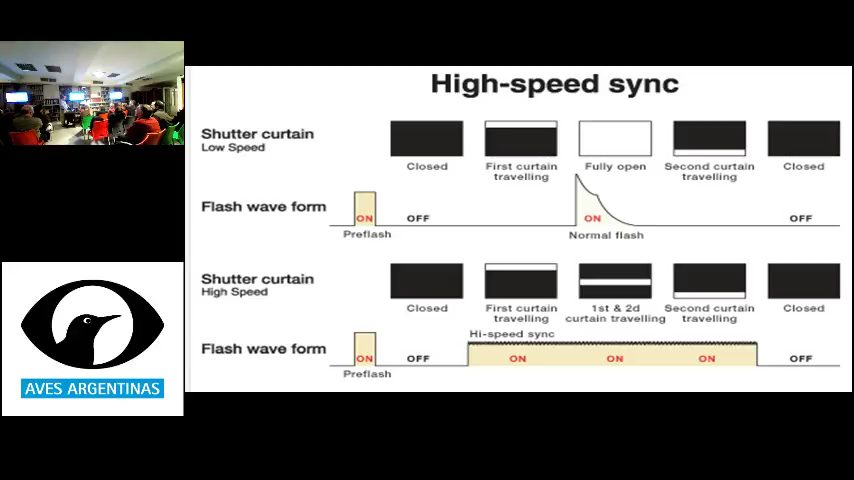 High-speed sync
Shutter curtain
Low Speed
Closed
First curtain
travelling
Fully open
Second curtain
travelling
Closed
Flash wave form
ON
OFF
ON
OFF
Preflash
Normal flash
Shutter curtain
High Speed
Closed
First curtain
travelling
1st & 2d
curtain travelling
Second curtain
travelling
Closed
Hi-speed sync
Flash wave form
ON
OFF
ON
ON
ON
OFF
Preflash
AVES ARGENTINAS